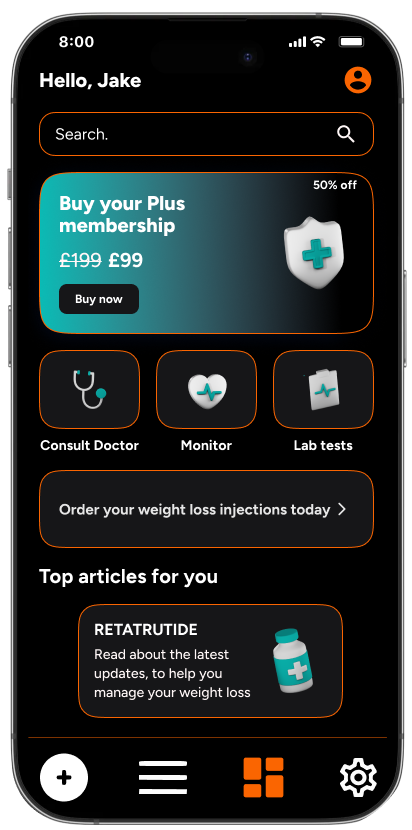 8:00
Hello, Jake
Search.
50% off
Buy your Plus
membership
£199 £99
Buy now
Consult Doctor
Monitor
Lab tests
Order your weight loss injections today
Top articles for you
RETATRUTIDE
Read about the latest
updates, to help you
manage your weight loss